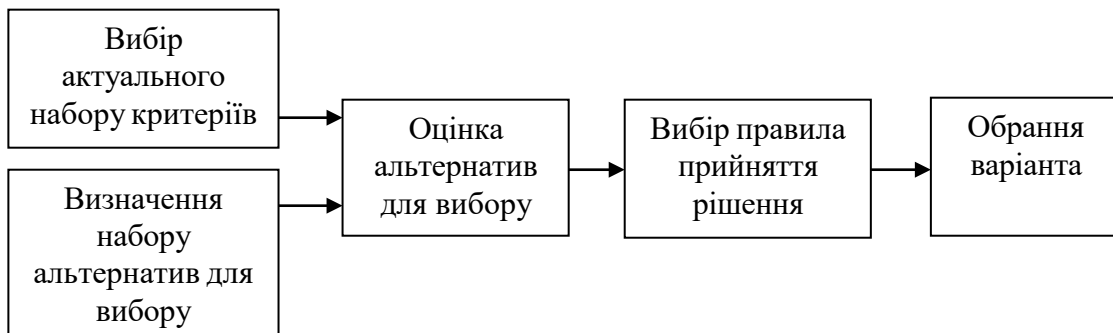 Вибір
актуального
набору критеріїв
Визначення
набору
альтернатив для
вибору
Оцінка
альтернатив
для вибору
Вибір правила
прийняття
рішення
Обрання
варіанта